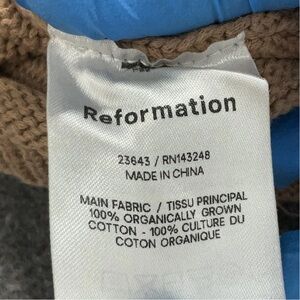 Reformation
23643 / RN143248
MADE IN CHINA
MAIN FABRIC / TISSU PRINCIPAL
100% ORGANICALLY GROWN
COTTON - 100% CULTURE DU
COTON ORGANIQUE